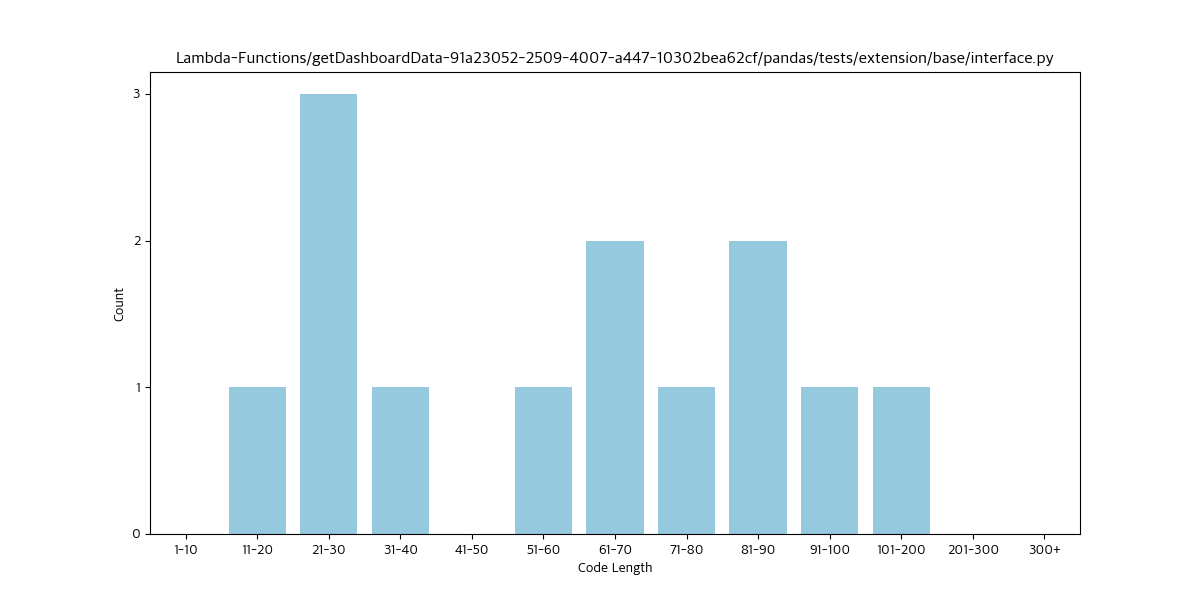 Lambda-Functions/getDashboardData-91a23052-2509-4007-a447-10302bea62cf/pandas/tests/extension/base/interface.py
3
2
1
0
Count
1-10 11-20 21-30 31-40 41-50 51-60 61-70 71-80 81-90 91-100 101-200 201-300 300+
Code Length